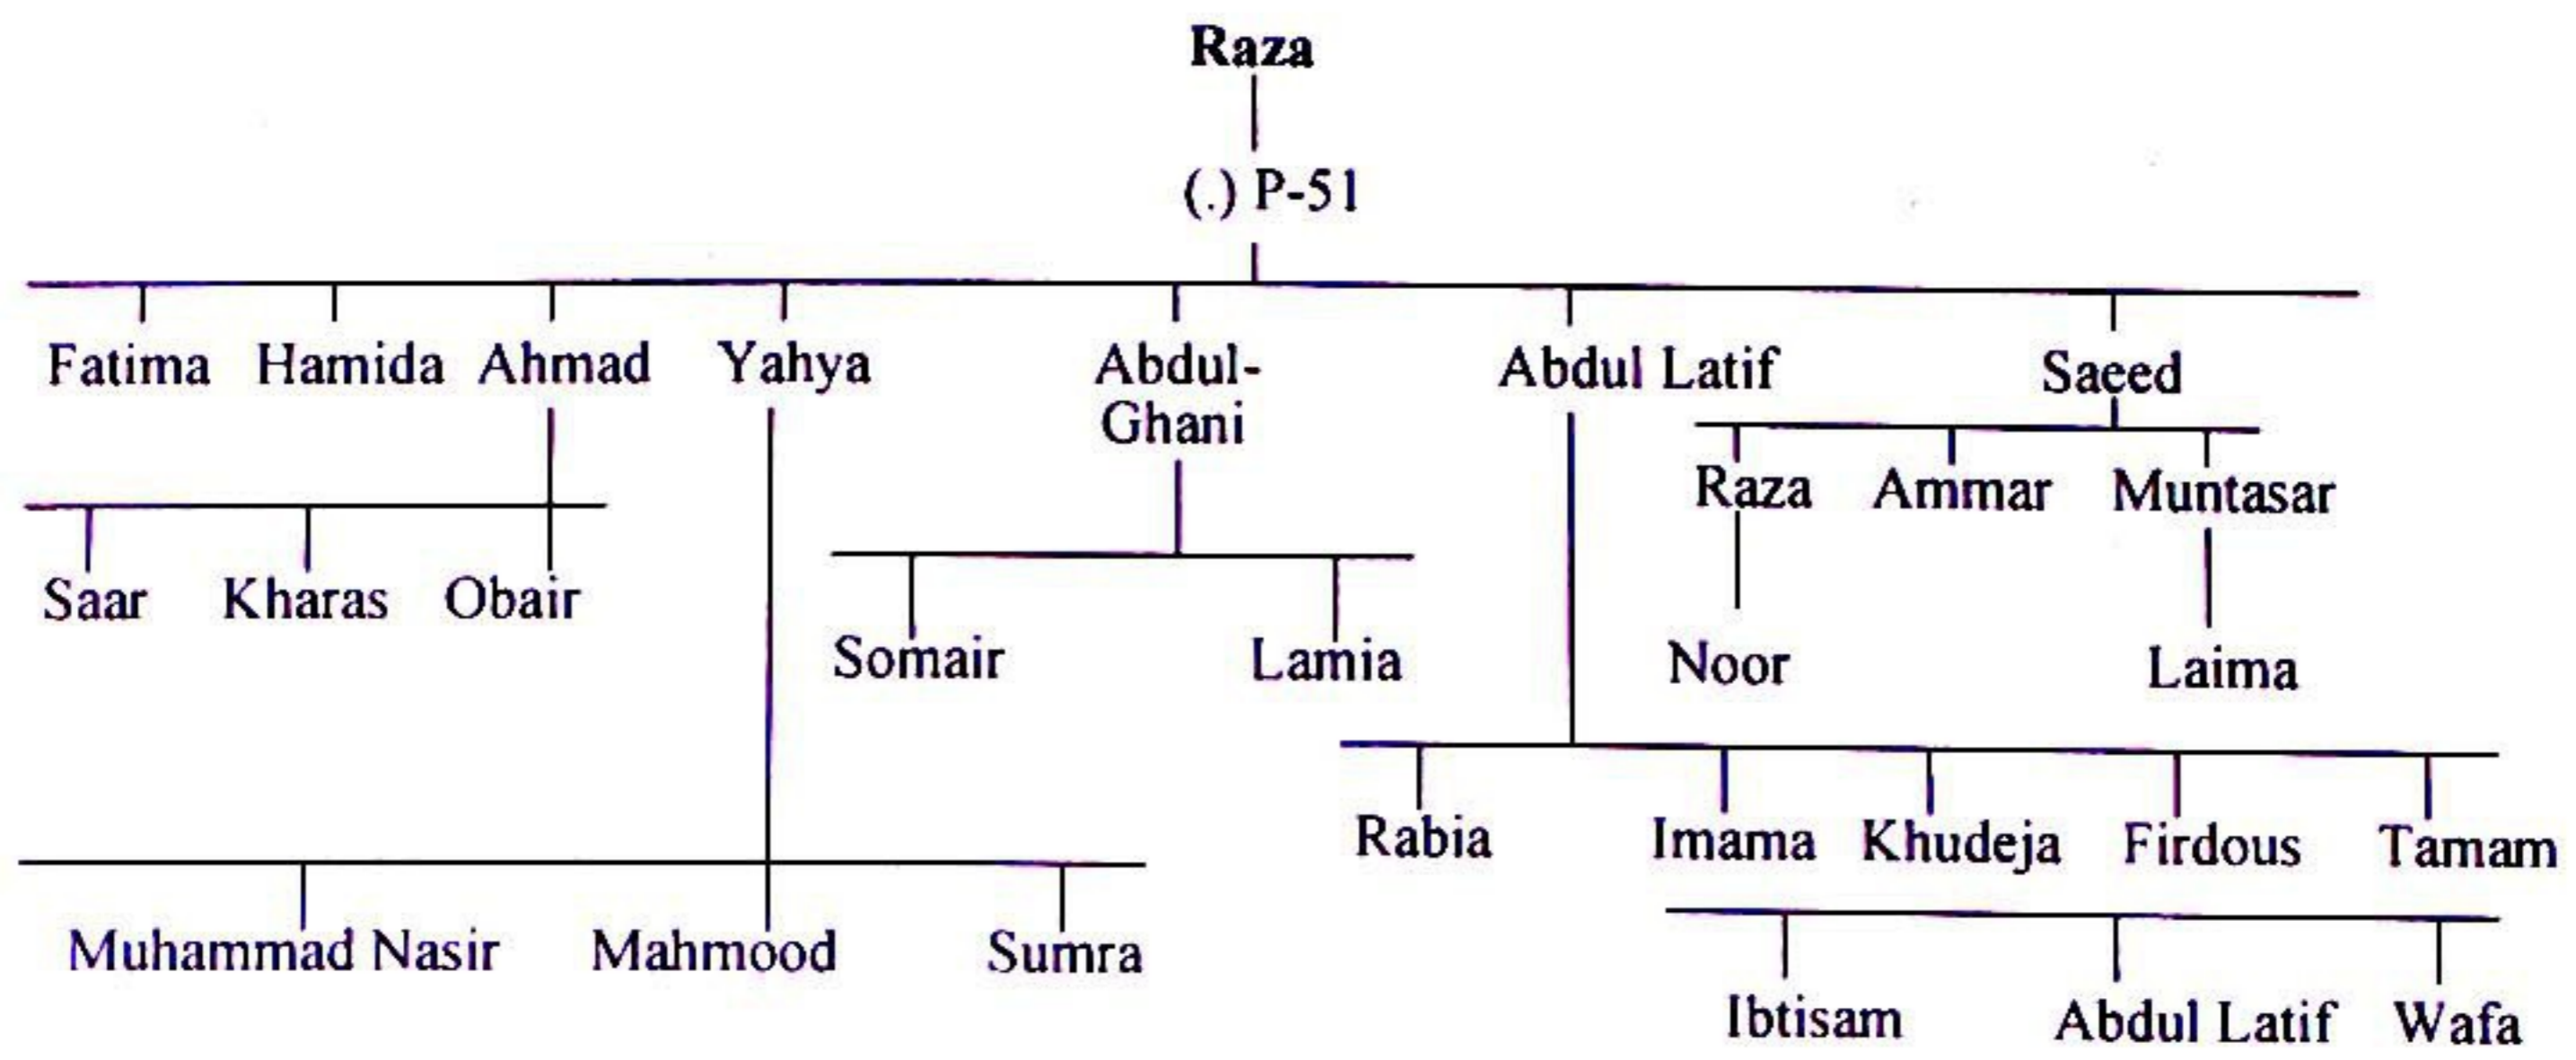 Raza
(.) P-51
Fatima Hamida Ahmad Yahya Abdul- Abdul Latif Saeed
Ghani
Raza Ammar Muntasar
Saar Kharas Obair
Somair Lamia Noor Laima
Rabia Imama Khudeja Firdous Tamam
Muhammad Nasir Mahmood Sumra
Ibtisam Abdul Latif Wafa